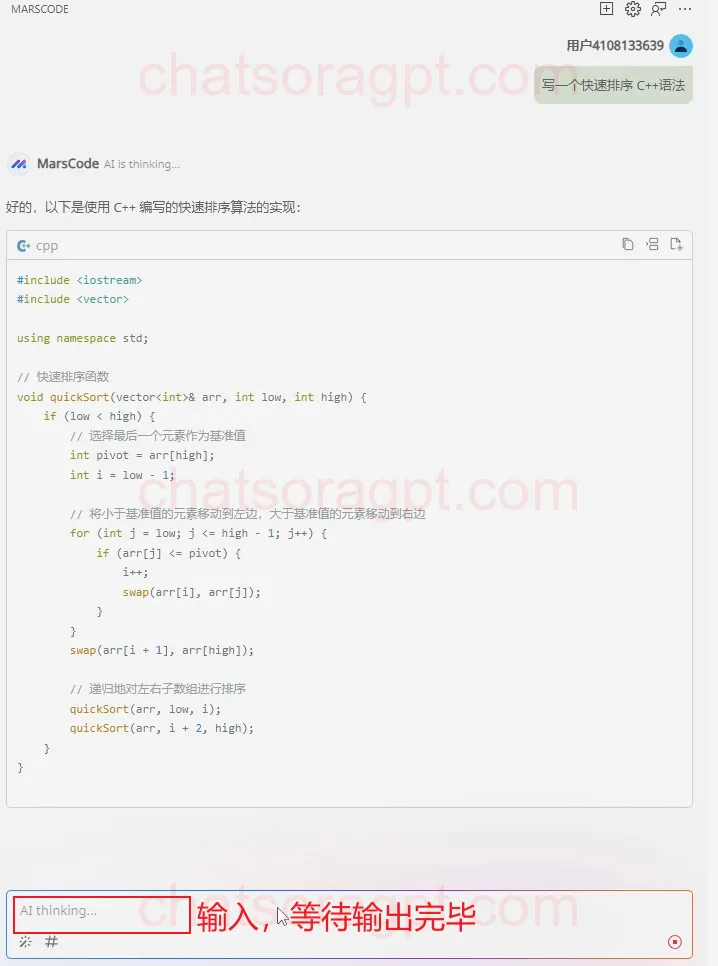 MARSCODE
用户4108133639
chatsoragpt.com
写一个快速排序 C++语法
MarsCode AI is thinking...
好的，以下是使用 C++ 编写的快速排序算法的实现：
cpp
#include <iostream>
#include <vector>
using namespace std;
// 快速排序函数
void quickSort(vector<int>& arr, int low, int high) {
if (low < high) {
// 选择最后一个元素作为基准值
int pivot = arr[high];
int i = low - 1;
chatsoragpt.com
// 将小于基准值的元素移动到左边，大于基准值的元素移动到右边
for (int j = low; j <= high - 1; j++) {
if (arr[j] <= pivot) {
i++;
swap(arr[i], arr[j]);
}
}
swap(arr[i + 1], arr[high]);
// 递归地对左右子数组进行排序
quickSort(arr, low, i);
quickSort(arr, i + 2, high);
}
}
AI thinking...
输入，等待输出完毕
chatsoragpt.com
#